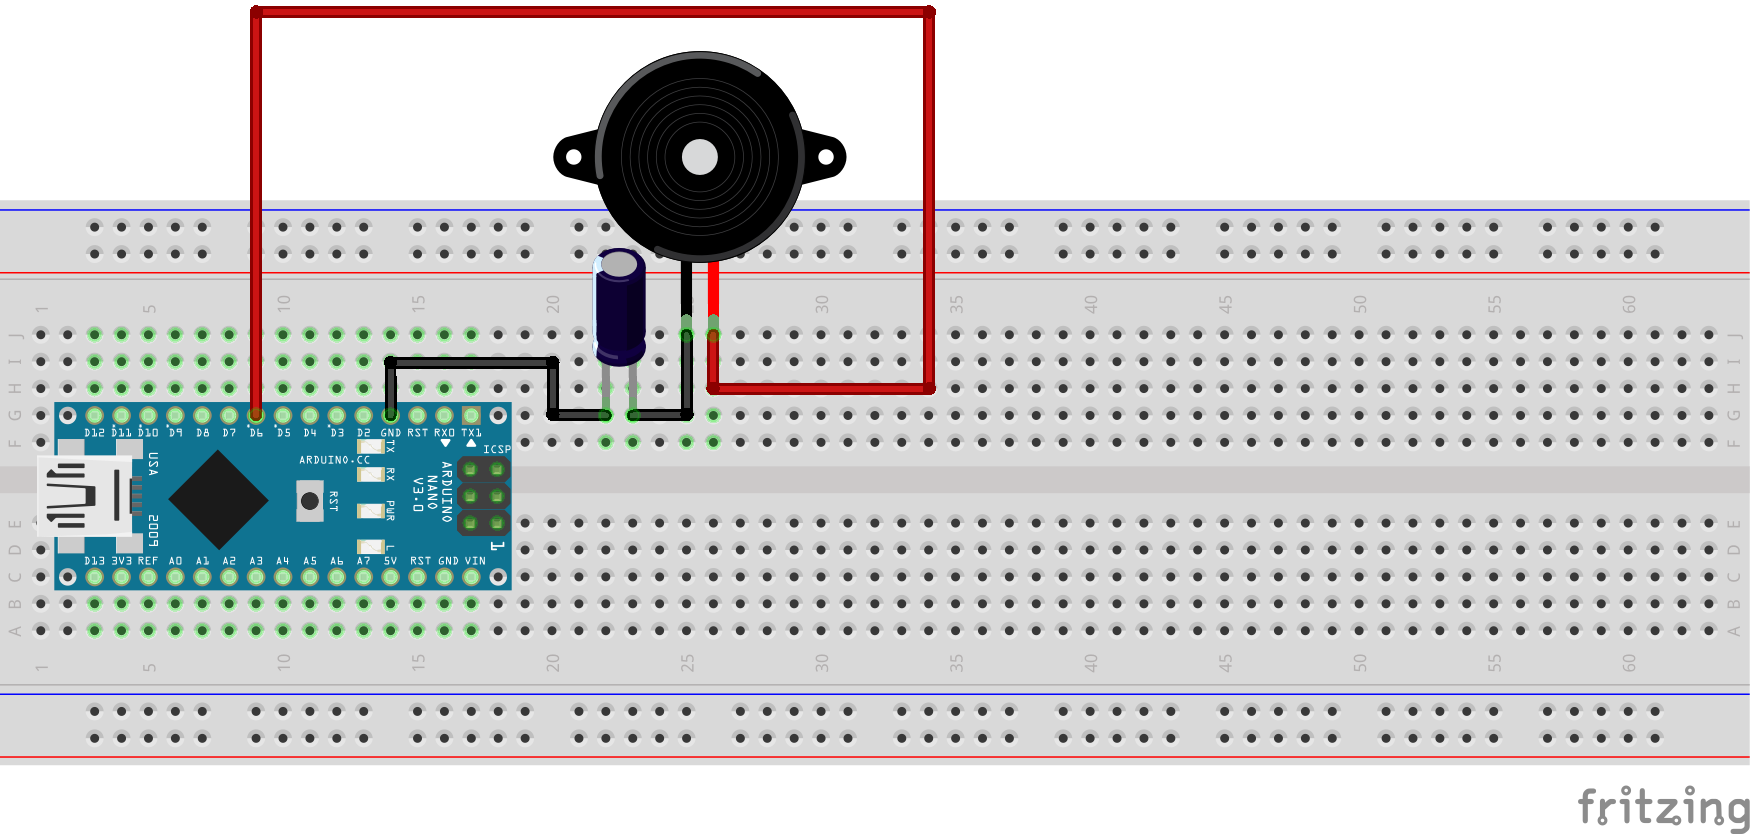 1 5 10 15 20 25 30 35 40 45 50 55 60
J J
I I
H H
G G
F F
D12 D11 D10 D9 D8 D7 D6 D5 D4 D3 D2 GND RST RX0 TX1
TX
ICSP
USA
ARDUINO.CC
RX
RST
ARDUINO
NANO
V3.0
PWR
2009
L
1
E E
D D
C C
B B
A A
D13 3V3 REF A0 A1 A2 A3 A4 A5 A6 A7 5V RST GND VIN
1 5 10 15 20 25 30 35 40 45 50 55 60
fritzing